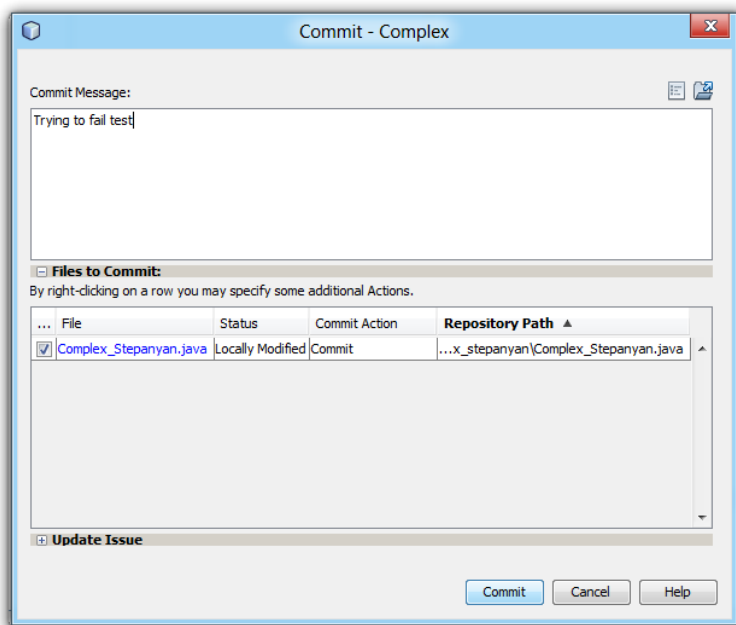 Commit - Complex
Commit Message:
Trying to fail test
Files to Commit:
By right-clicking on a row you may specify some additional Actions.
... File Status Commit Action Repository Path ▲
Complex_Stepanyan.java Locally Modified Commit ...x_stepanyan\Complex_Stepanyan.java
Update Issue
Commit Cancel Help